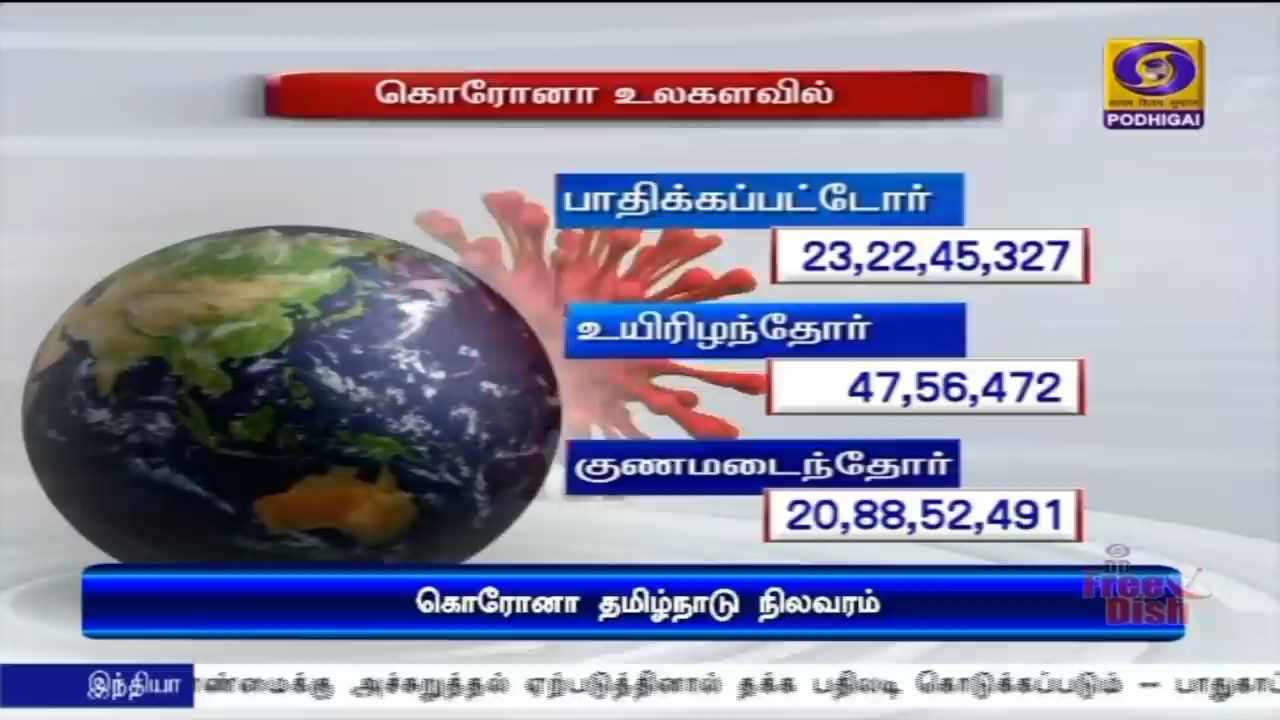 கொரோனா உலகளவில்
PODHIGAI
பாதிக்கப்பட்டோர்
23,22,45,327
உயிரிழந்தோர்
47,56,472
குணமடைந்தோர்
20,88,52,491
DD
Free Dish
கொரோனா தமிழ்நாடு நிலவரம்
இந்தியா
அச்சுறுத்தல் ஏற்படுத்தினால் தக்க பதிலடி கொடுக்கப்படும் –